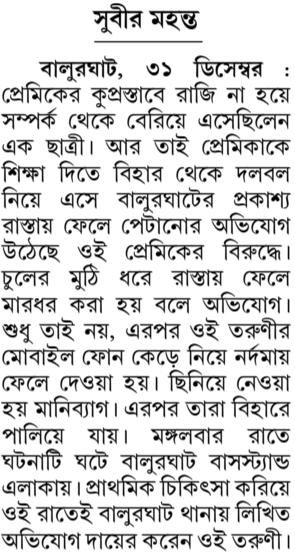 সুবীর মহন্ত
বালুরঘাট, ৩১ ডিসেম্বর :
প্রেমিকের কুপ্রস্তাবে রাজি না হয়ে
সম্পর্ক থেকে বেরিয়ে এসেছিলেন
এক ছাত্রী। আর তাই প্রেমিকাকে
শিক্ষা দিতে বিহার থেকে দলবল
নিয়ে এসে বালুরঘাটের প্রকাশ্য
রাস্তায় ফেলে পেটানোর অভিযোগ
উঠেছে ওই প্রেমিকের বিরুদ্ধে।
চুলের মুঠি ধরে রাস্তায় ফেলে
মারধর করা হয় বলে অভিযোগ।
শুধু তাই নয়, এরপর ওই তরুণীর
মোবাইল ফোন কেড়ে নিয়ে নর্দমায়
ফেলে দেওয়া হয়। ছিনিয়ে নেওয়া
হয় মানিব্যাগ। এরপর তারা বিহারে
পালিয়ে যায়। মঙ্গলবার রাতে
ঘটনাটি ঘটে বালুরঘাট বাসস্ট্যান্ড
এলাকায়। প্রাথমিক চিকিৎসা করিয়ে
ওই রাতেই বালুরঘাট থানায় লিখিত
অভিযোগ দায়ের করেন ওই তরুণী।